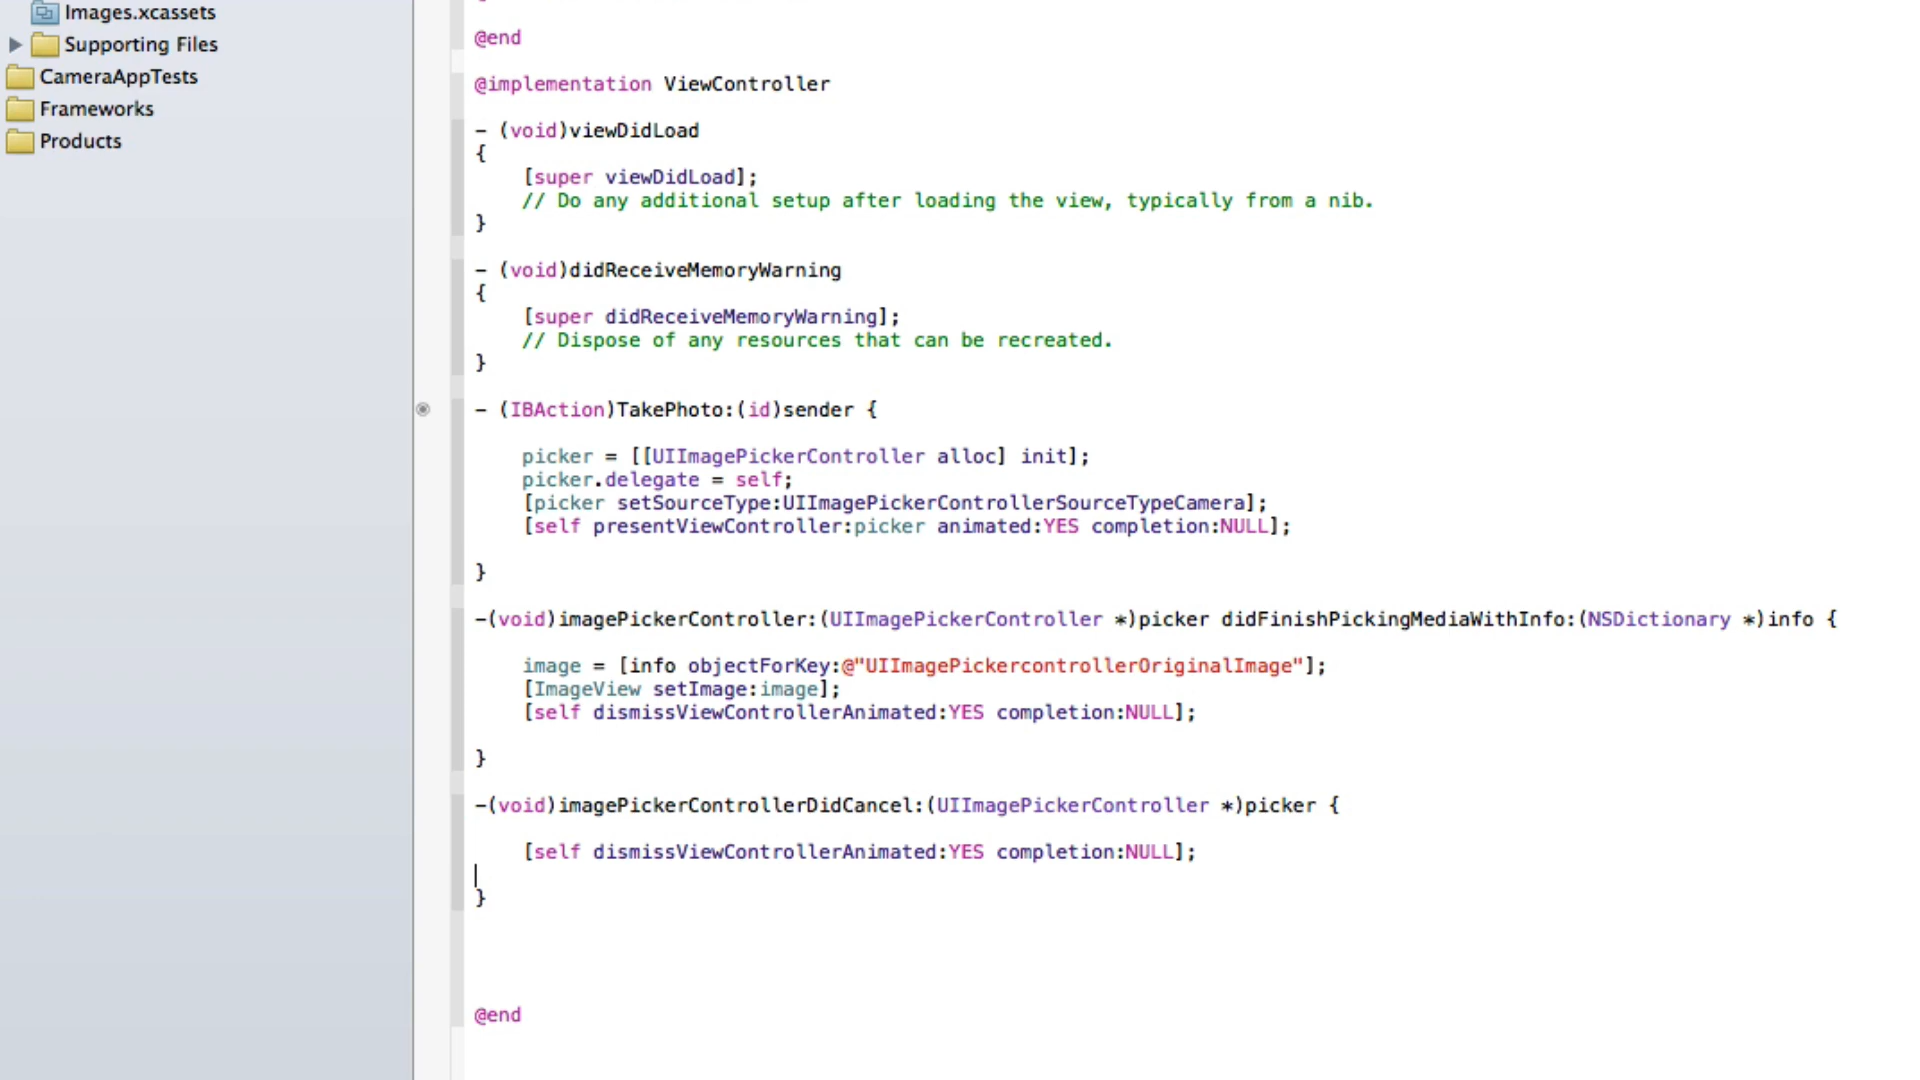 Images.xcassets
Supporting Files
CameraAppTests
Frameworks
Products
@end
@implementation ViewController
- (void)viewDidLoad
{
[super viewDidLoad];
// Do any additional setup after loading the view, typically from a nib.
}
- (void)didReceiveMemoryWarning
{
[super didReceiveMemoryWarning];
// Dispose of any resources that can be recreated.
}
- (IBAction)TakePhoto:(id)sender {
picker = [[UIImagePickerController alloc] init];
picker.delegate = self;
[picker setSourceType:UIImagePickerControllerSourceTypeCamera];
[self presentViewController:picker animated:YES completion:NULL];
}
-(void)imagePickerController:(UIImagePickerController *)picker didFinishPickingMediaWithInfo:(NSDictionary *)info {
image = [info objectForKey:@"UIImagePickercontrollerOriginalImage"];
[ImageView setImage:image];
[self dismissViewControllerAnimated:YES completion:NULL];
}
-(void)imagePickerControllerDidCancel:(UIImagePickerController *)picker {
[self dismissViewControllerAnimated:YES completion:NULL];
}
@end